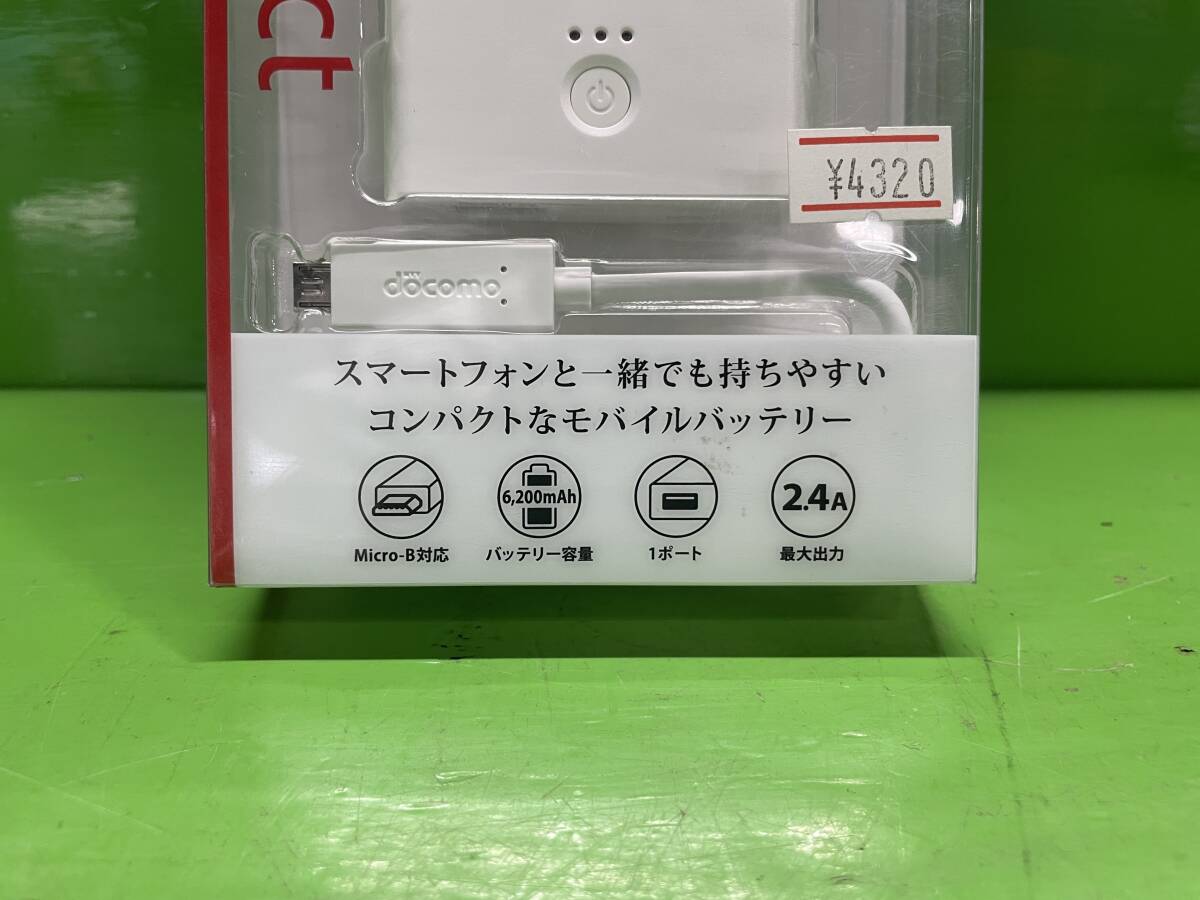 ct
¥4320
docomo
スマートフォンと一緒でも持ちやすい
コンパクトなモバイルバッテリー
6,200mAh
2.4A
Micro-B対応
バッテリー容量
1ポート
最大出力